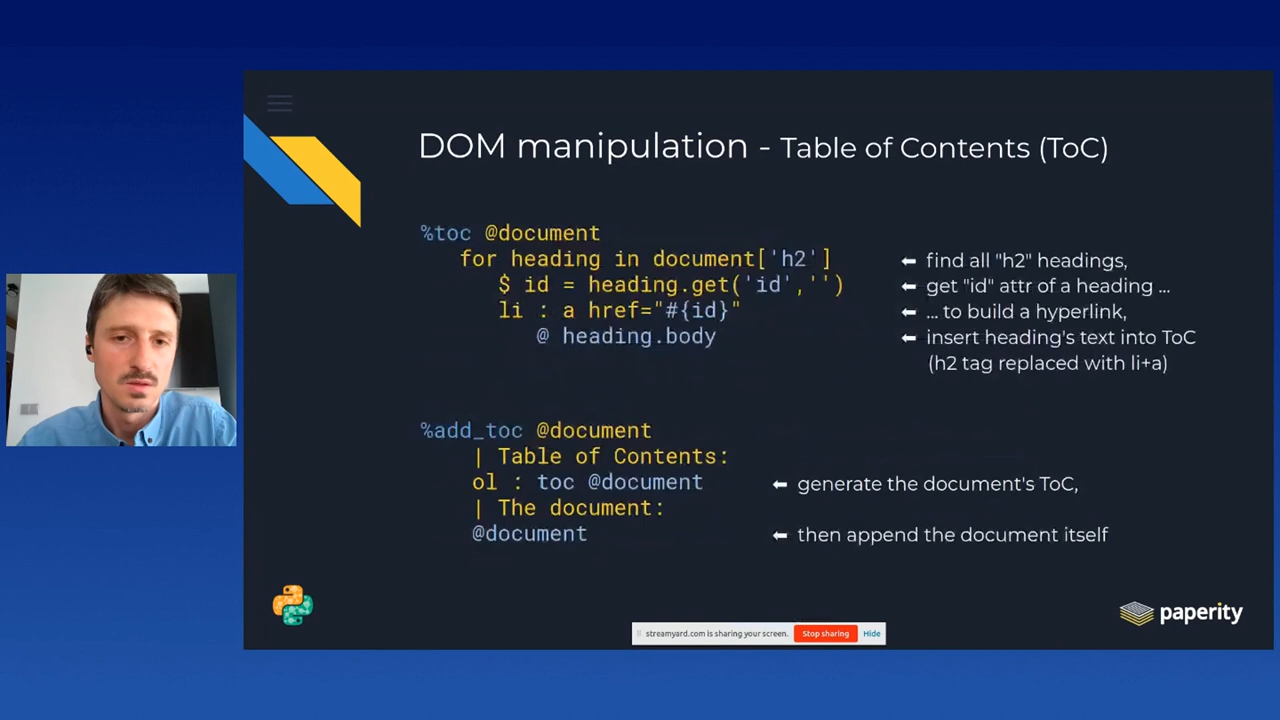 DOM manipulation - Table of Contents (ToC)
%toc @document
for heading in document['h2']
$ id = heading.get('id','')
li : a href="#{id}"
@ heading.body
⬅ find all "h2" headings,
⬅ get "id" attr of a heading ...
⬅ ... to build a hyperlink,
⬅ insert heading's text into ToC
(h2 tag replaced with li+a)
%add_toc @document
| Table of Contents:
ol : toc @document
| The document:
@document
⬅ generate the document's ToC,
⬅ then append the document itself
paperity
streamyard.com is sharing your screen. Stop sharing Hide